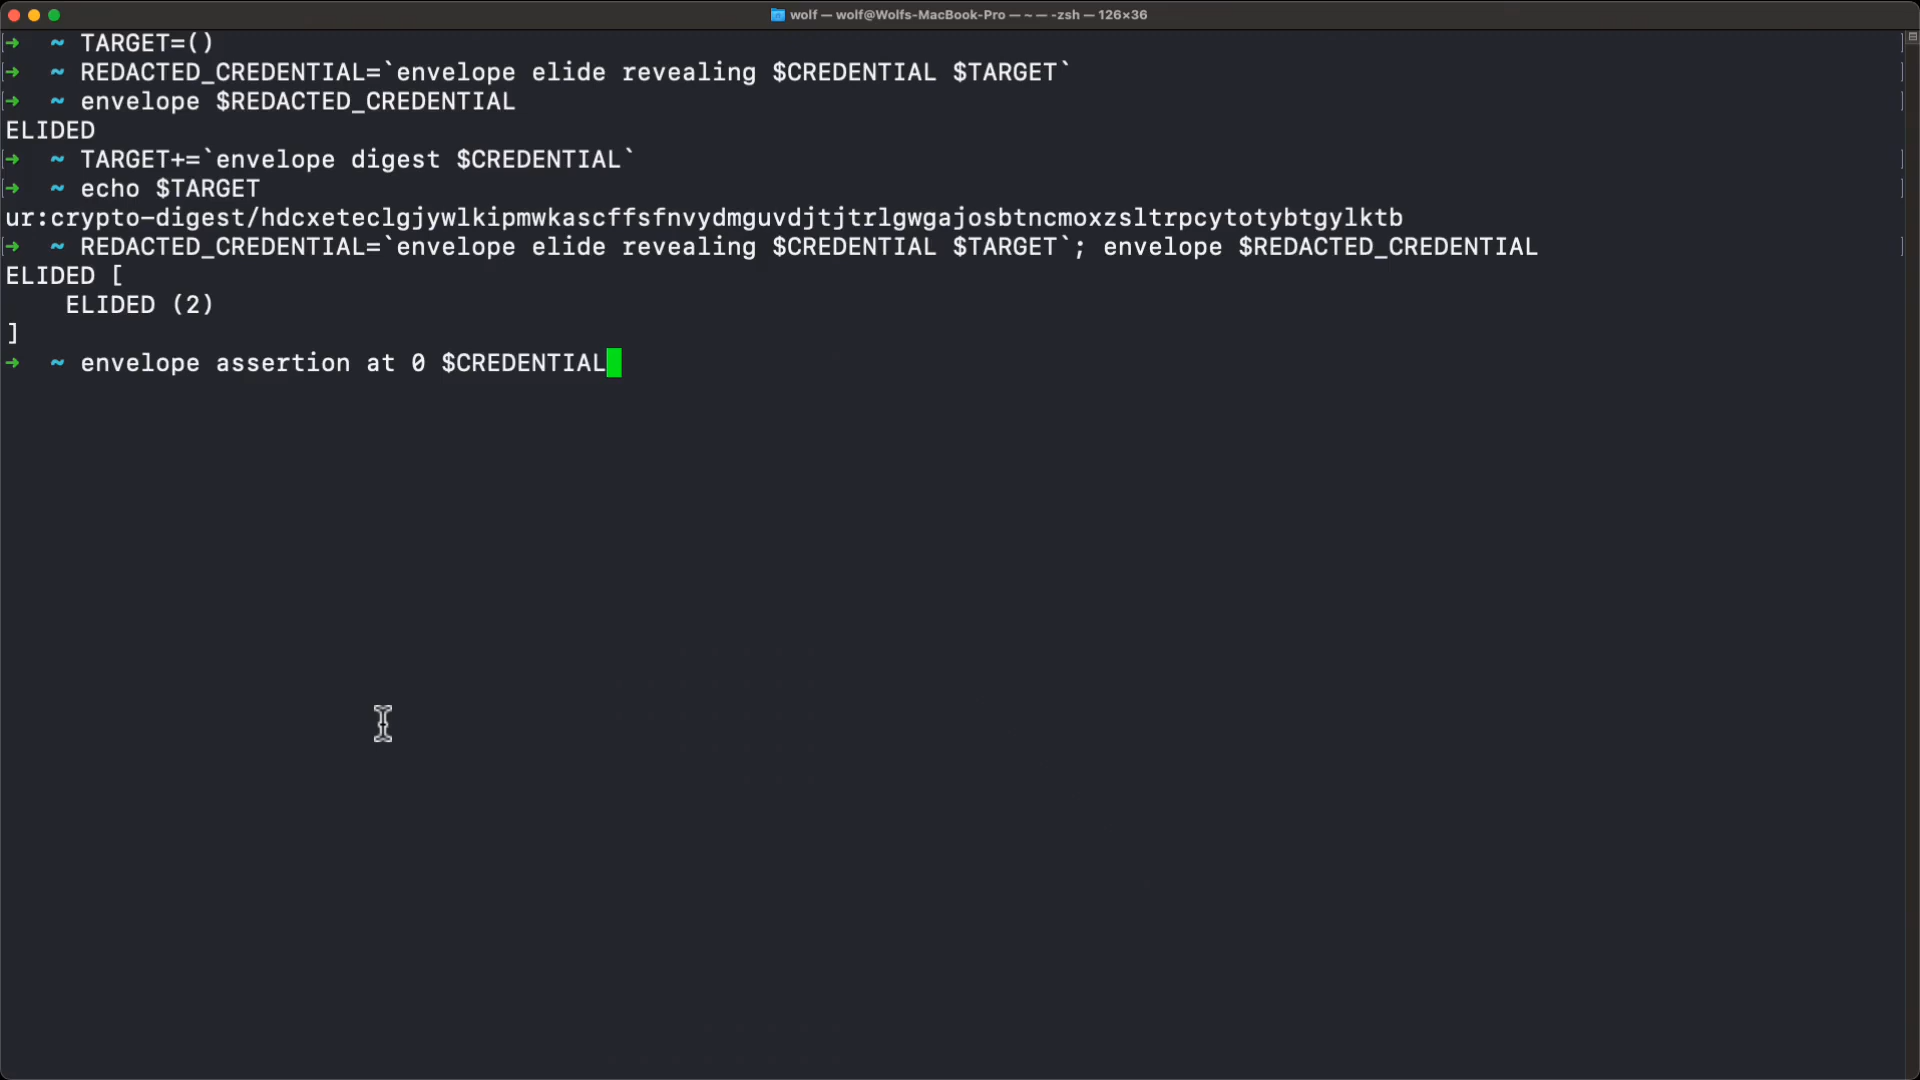 wolf — wolf@Wolfs-MacBook-Pro — ~ — -zsh — 126×36
→ ~ TARGET=()
→ ~ REDACTED_CREDENTIAL=`envelope elide revealing $CREDENTIAL $TARGET`
→ ~ envelope $REDACTED_CREDENTIAL
ELIDED
→ ~ TARGET+=`envelope digest $CREDENTIAL`
→ ~ echo $TARGET
ur:crypto-digest/hdcxeteclgjywlkipmwkascffsfnvydmguvdjtjtrlgwgajosbtncmoxzsltrpcytotybtgylktb
→ ~ REDACTED_CREDENTIAL=`envelope elide revealing $CREDENTIAL $TARGET`; envelope $REDACTED_CREDENTIAL
ELIDED [
    ELIDED (2)
]
→ ~ envelope assertion at 0 $CREDENTIAL